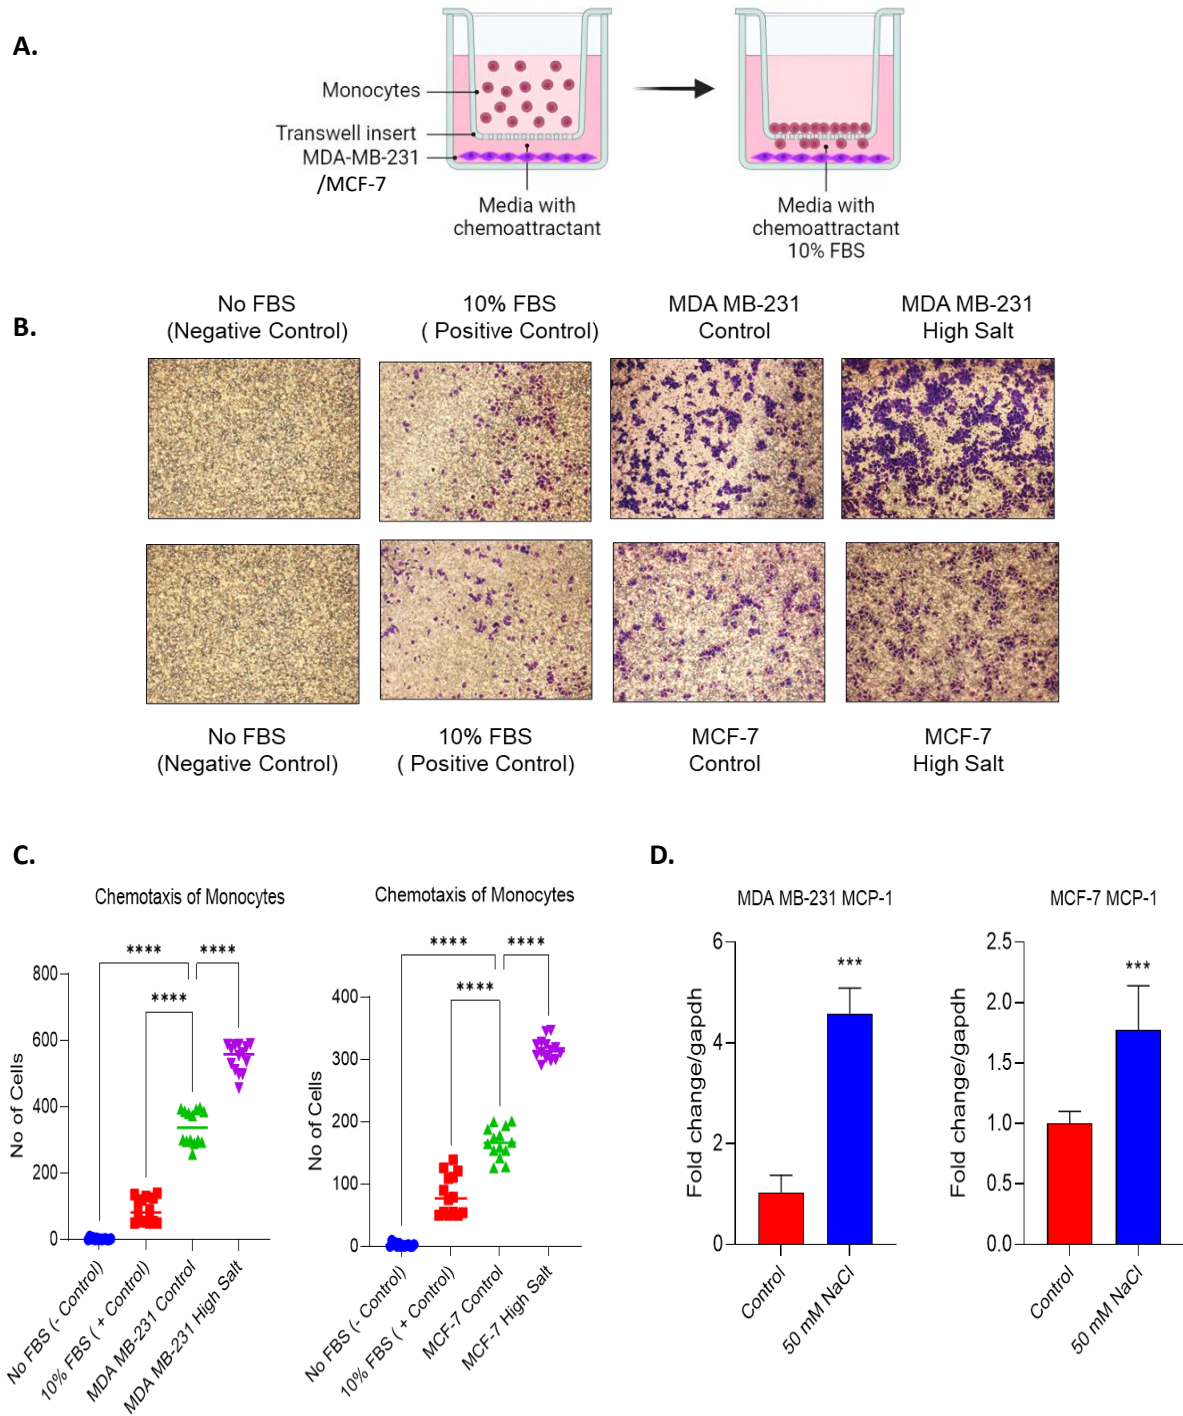 A.
Monocytes
Transwell insert
MDA-MB-231
/MCF-7
Media with
chemoattractant
Media with
chemoattractant
10% FBS
B.
No FBS
(Negative Control)
10% FBS
( Positive Control)
MDA MB-231
Control
MDA MB-231
High Salt
No FBS
(Negative Control)
10% FBS
( Positive Control)
MCF-7
Control
MCF-7
High Salt
C.
Chemotaxis of Monocytes
No of Cells
800
600
400
200
0
****
****
****
No FBS (- Control)
10% FBS ( + Control)
MDA MB-231 Control
MDA MB-231 High Salt
Chemotaxis of Monocytes
No of Cells
400
300
200
100
0
****
****
****
No FBS (- Control)
10% FBS ( + Control)
MCF-7 Control
MCF-7 High Salt
D.
MDA MB-231 MCP-1
Fold change/gapdh
6
4
2
0
***
Control
50 mM NaCl
MCF-7 MCP-1
Fold change/gapdh
2.5
2.0
1.5
1.0
0.5
0.0
***
Control
50 mM NaCl